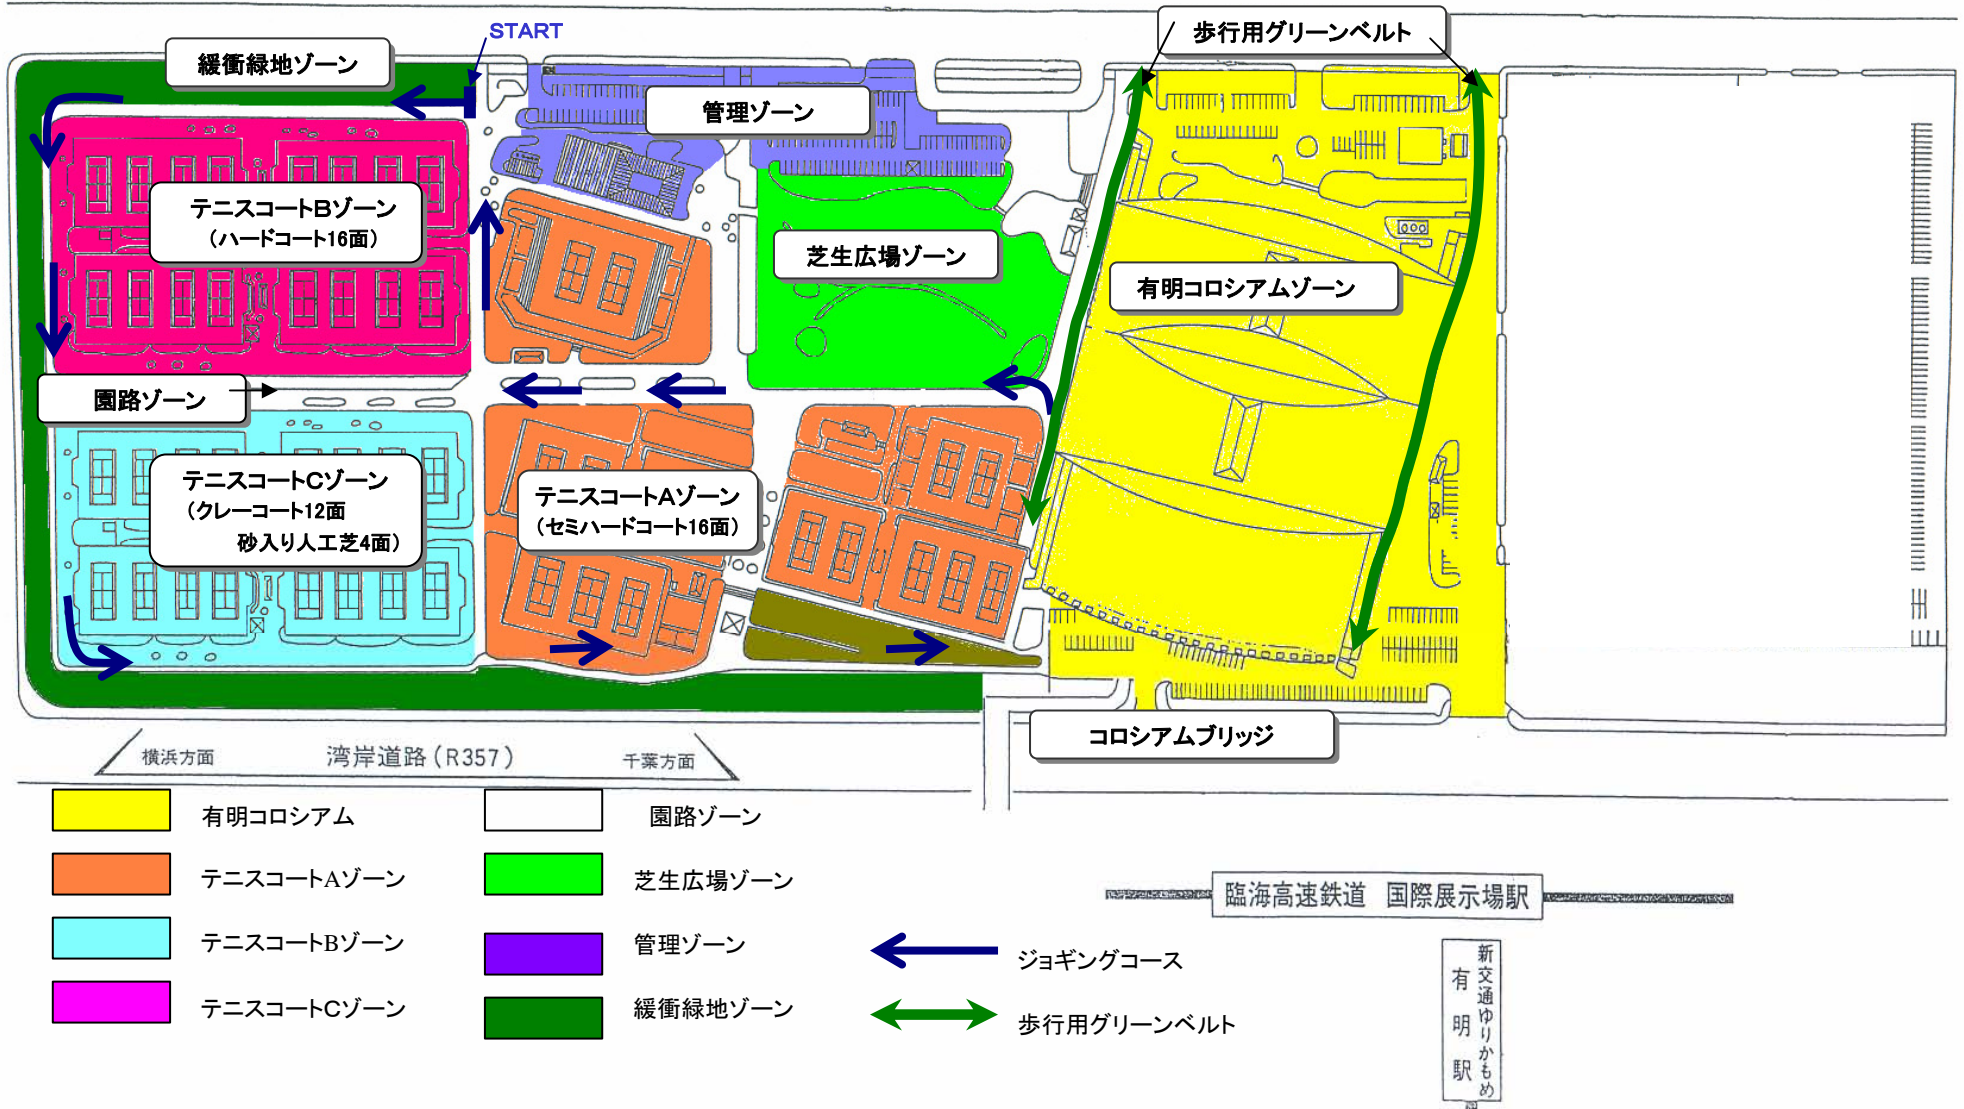 START
歩行用グリーンベルト
緩衝緑地ゾーン
管理ゾーン
テニスコートBゾーン
（ハードコート16面）
芝生広場ゾーン
有明コロシアムゾーン
園路ゾーン
テニスコートCゾーン
（クレーコート12面
砂入り人工芝4面）
テニスコートAゾーン
（セミハードコート16面）
コロシアムブリッジ
横浜方面
湾岸道路（R357）
千葉方面
有明コロシアム
園路ゾーン
テニスコートAゾーン
芝生広場ゾーン
テニスコートBゾーン
管理ゾーン
テニスコートCゾーン
緩衝緑地ゾーン
ジョギングコース
歩行用グリーンベルト
臨海高速鉄道　国際展示場駅
新交通ゆりかもめ
有明駅